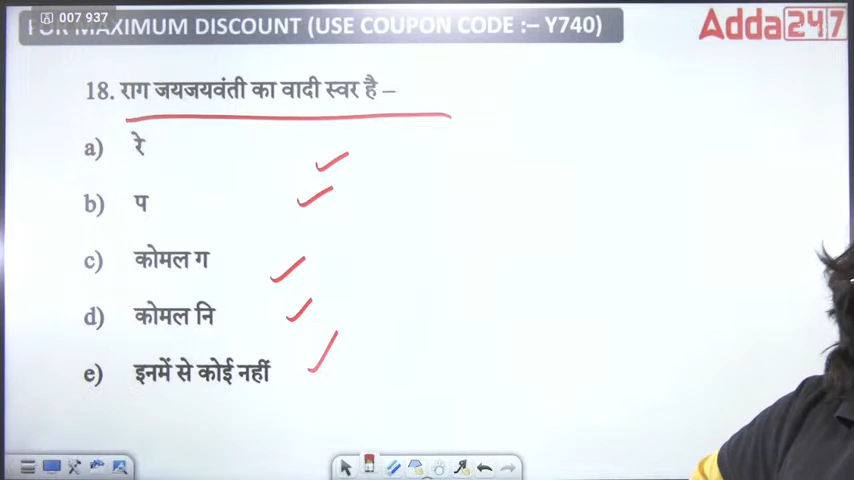 007 937
FOR MAXIMUM DISCOUNT (USE COUPON CODE :– Y740)
Adda247
18. राग जयजयवंती का वादी स्वर है –
a) रे
b) प
c) कोमल ग
d) कोमल नि
e) इनमें से कोई नहीं